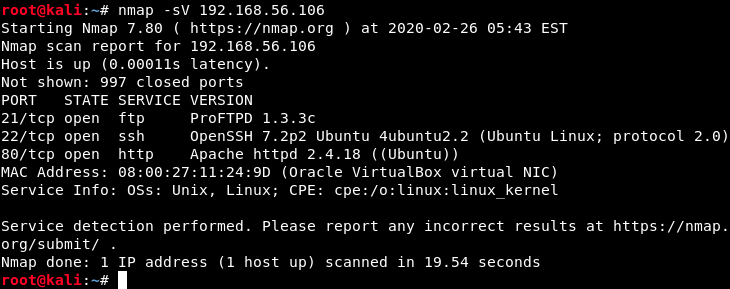 root@kali:~# nmap -sV 192.168.56.106
Starting Nmap 7.80 ( https://nmap.org ) at 2020-02-26 05:43 EST
Nmap scan report for 192.168.56.106
Host is up (0.00011s latency).
Not shown: 997 closed ports
PORT   STATE SERVICE VERSION
21/tcp open  ftp     ProFTPD 1.3.3c
22/tcp open  ssh     OpenSSH 7.2p2 Ubuntu 4ubuntu2.2 (Ubuntu Linux; protocol 2.0)
80/tcp open  http    Apache httpd 2.4.18 ((Ubuntu))
MAC Address: 08:00:27:11:24:9D (Oracle VirtualBox virtual NIC)
Service Info: OSs: Unix, Linux; CPE: cpe:/o:linux:linux_kernel
Service detection performed. Please report any incorrect results at https://nmap.
org/submit/ .
Nmap done: 1 IP address (1 host up) scanned in 19.54 seconds
root@kali:~#